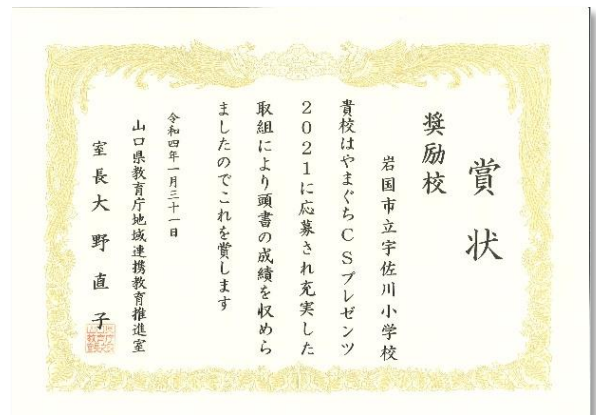 賞状
奨励校
岩国市立宇佐川小学校
貴校はやまぐちCSプレゼンツ
2021に応募され充実した
取組により頭書の成績を収めら
ましたのでこれを賞します
令和四年一月三十一日
山口県教育庁地域連携教育推進室
室長大野直子